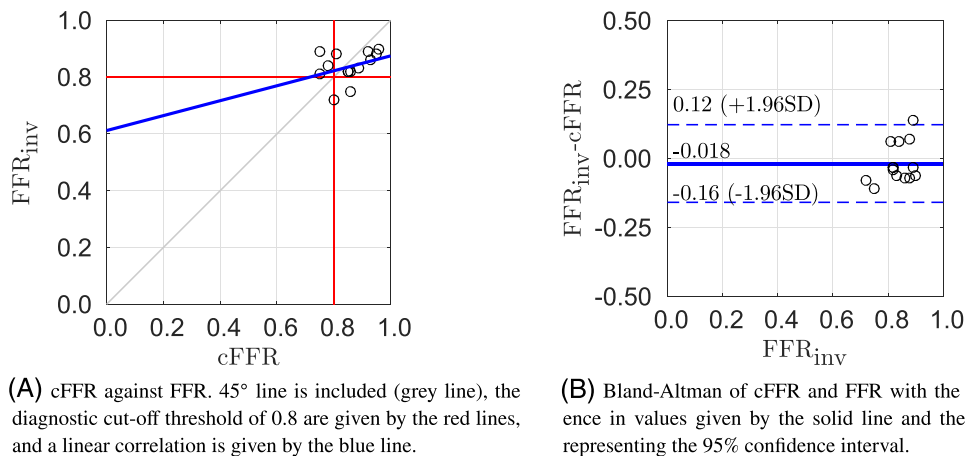 1.0
0.8
0.6
0.4
0.2
0.0
FFR_inv
0.0 0.2 0.4 0.6 0.8 1.0
cFFR
0.50
0.25
0.00
-0.25
-0.50
FFR_inv-cFFR
0.12 (+1.96SD)
-0.018
-0.16 (-1.96SD)
0.0 0.2 0.4 0.6 0.8 1.0
FFR_inv
(A) cFFR against FFR. 45° line is included (grey line), the
diagnostic cut-off threshold of 0.8 are given by the red lines,
and a linear correlation is given by the blue line.
(B) Bland-Altman of cFFR and FFR with the
ence in values given by the solid line and the
representing the 95% confidence interval.